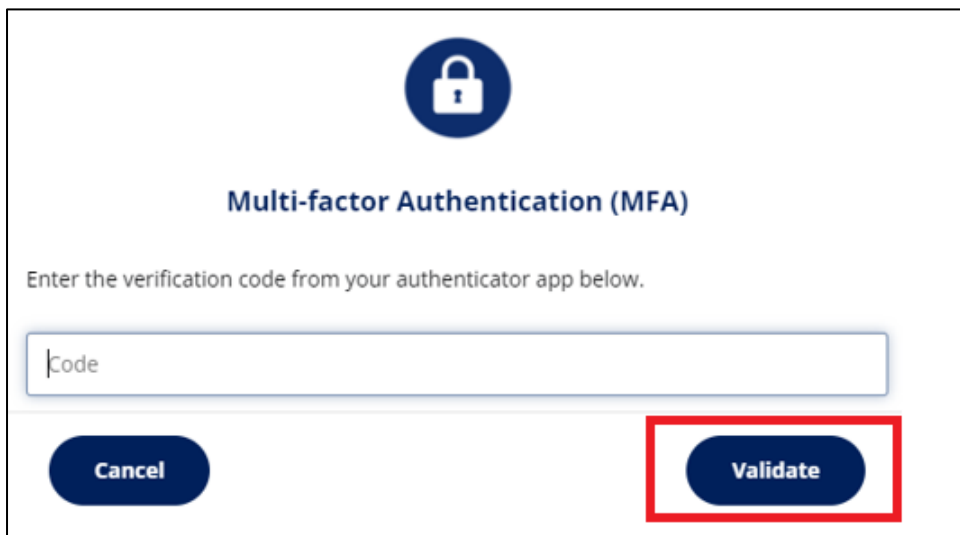 Multi-factor Authentication (MFA)
Enter the verification code from your authenticator app below.
Code
Cancel
Validate